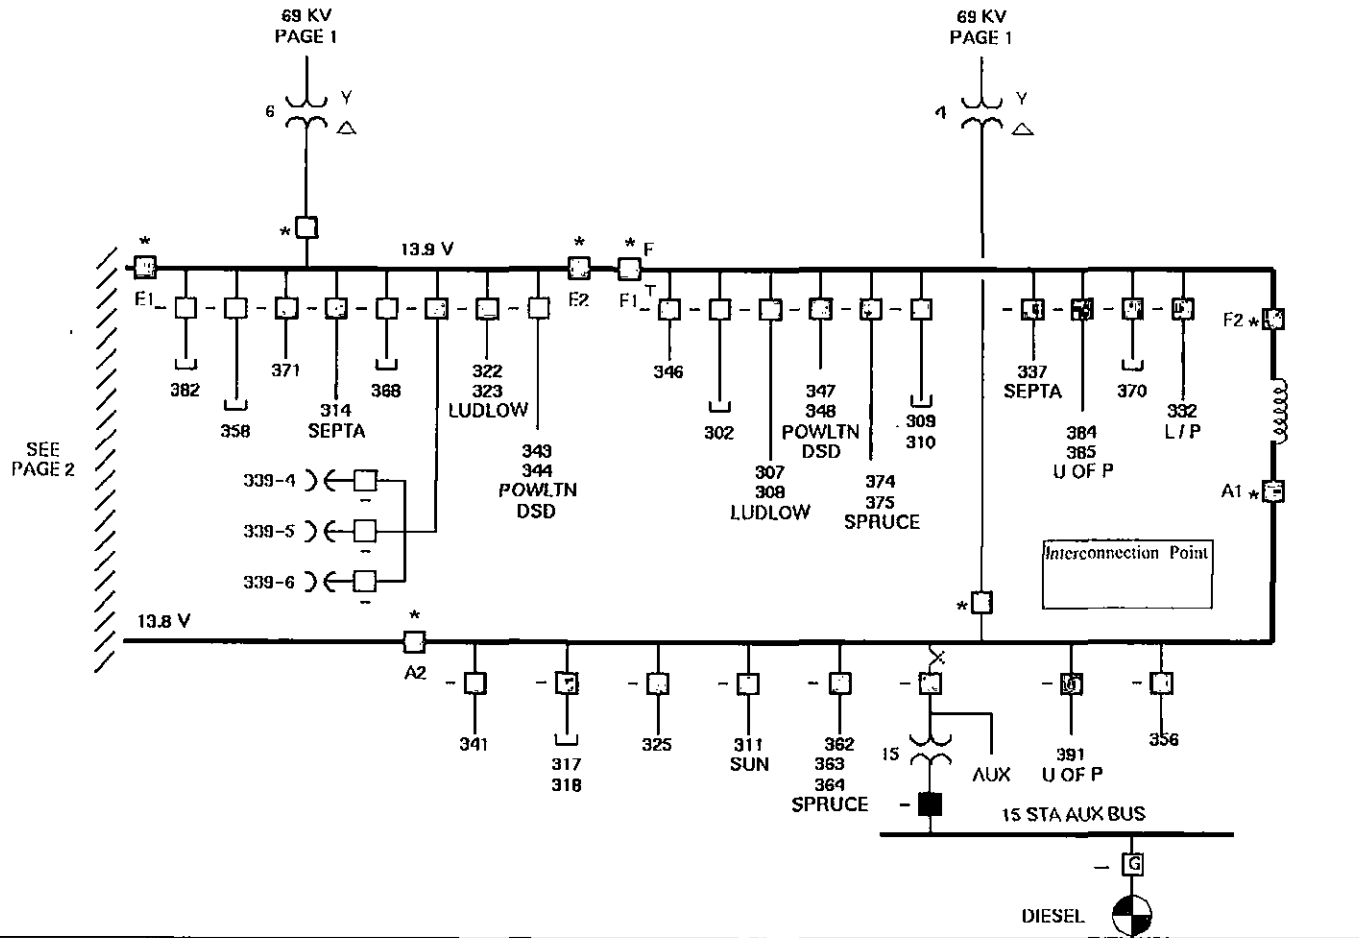 69 KV
PAGE 1
69 KV
PAGE 1
6
Y
4
Y
*
*
13.9 V
*
*
F
E1
E2
F1
T
F2 *
382
358
371
314
SEPTA
368
322
323
LUDLOW
343
344
POWLTN
DSD
346
302
307
308
LUDLOW
347
348
POWLTN
DSD
374
375
SPRUCE
309
310
337
SEPTA
384
385
U OF P
370
332
L / P
SEE
PAGE 2
339-4
339-5
339-6
A1 *
Interconnection Point
*
13.8 V
*
A2
341
317
318
325
311
SUN
362
363
364
SPRUCE
15
AUX
391
U OF P
356
15 STA AUX BUS
G
DIESEL